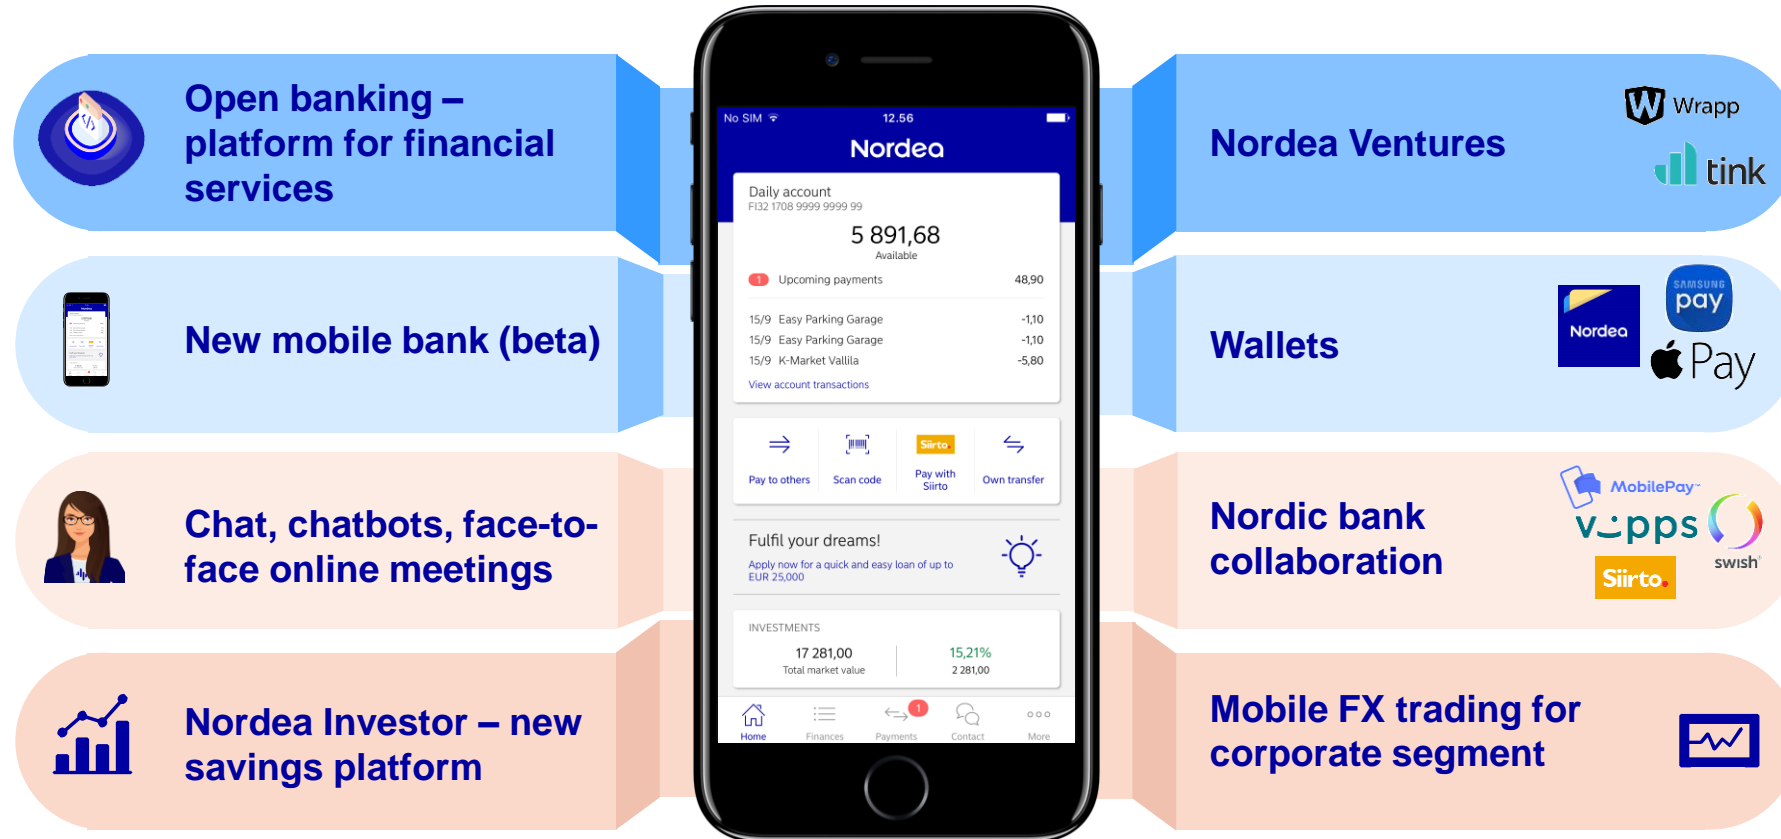 Open banking –
platform for financial
services
New mobile bank (beta)
Chat, chatbots, face-to-
face online meetings
Nordea Investor – new
savings platform
No SIM
12.56
Nordea
Daily account
FI32 1708 9999 9999 99
5 891,68
Available
1 Upcoming payments 48,90
15/9 Easy Parking Garage -1,10
15/9 Easy Parking Garage -1,10
15/9 K-Market Vallila -5,80
View account transactions
Pay to others
Scan code
Siirto.
Pay with
Siirto
Own transfer
Fulfil your dreams!
Apply now for a quick and easy loan of up to
EUR 25,000
INVESTMENTS
17 281,00
Total market value
15,21%
2 281,00
1
Home Finances Payments Contact More
Nordea Ventures
W Wrapp
tink
Wallets
Nordea
SAMSUNG
pay
Pay
Nordic bank
collaboration
MobilePay
vipps
swish
Siirto.
Mobile FX trading for
corporate segment